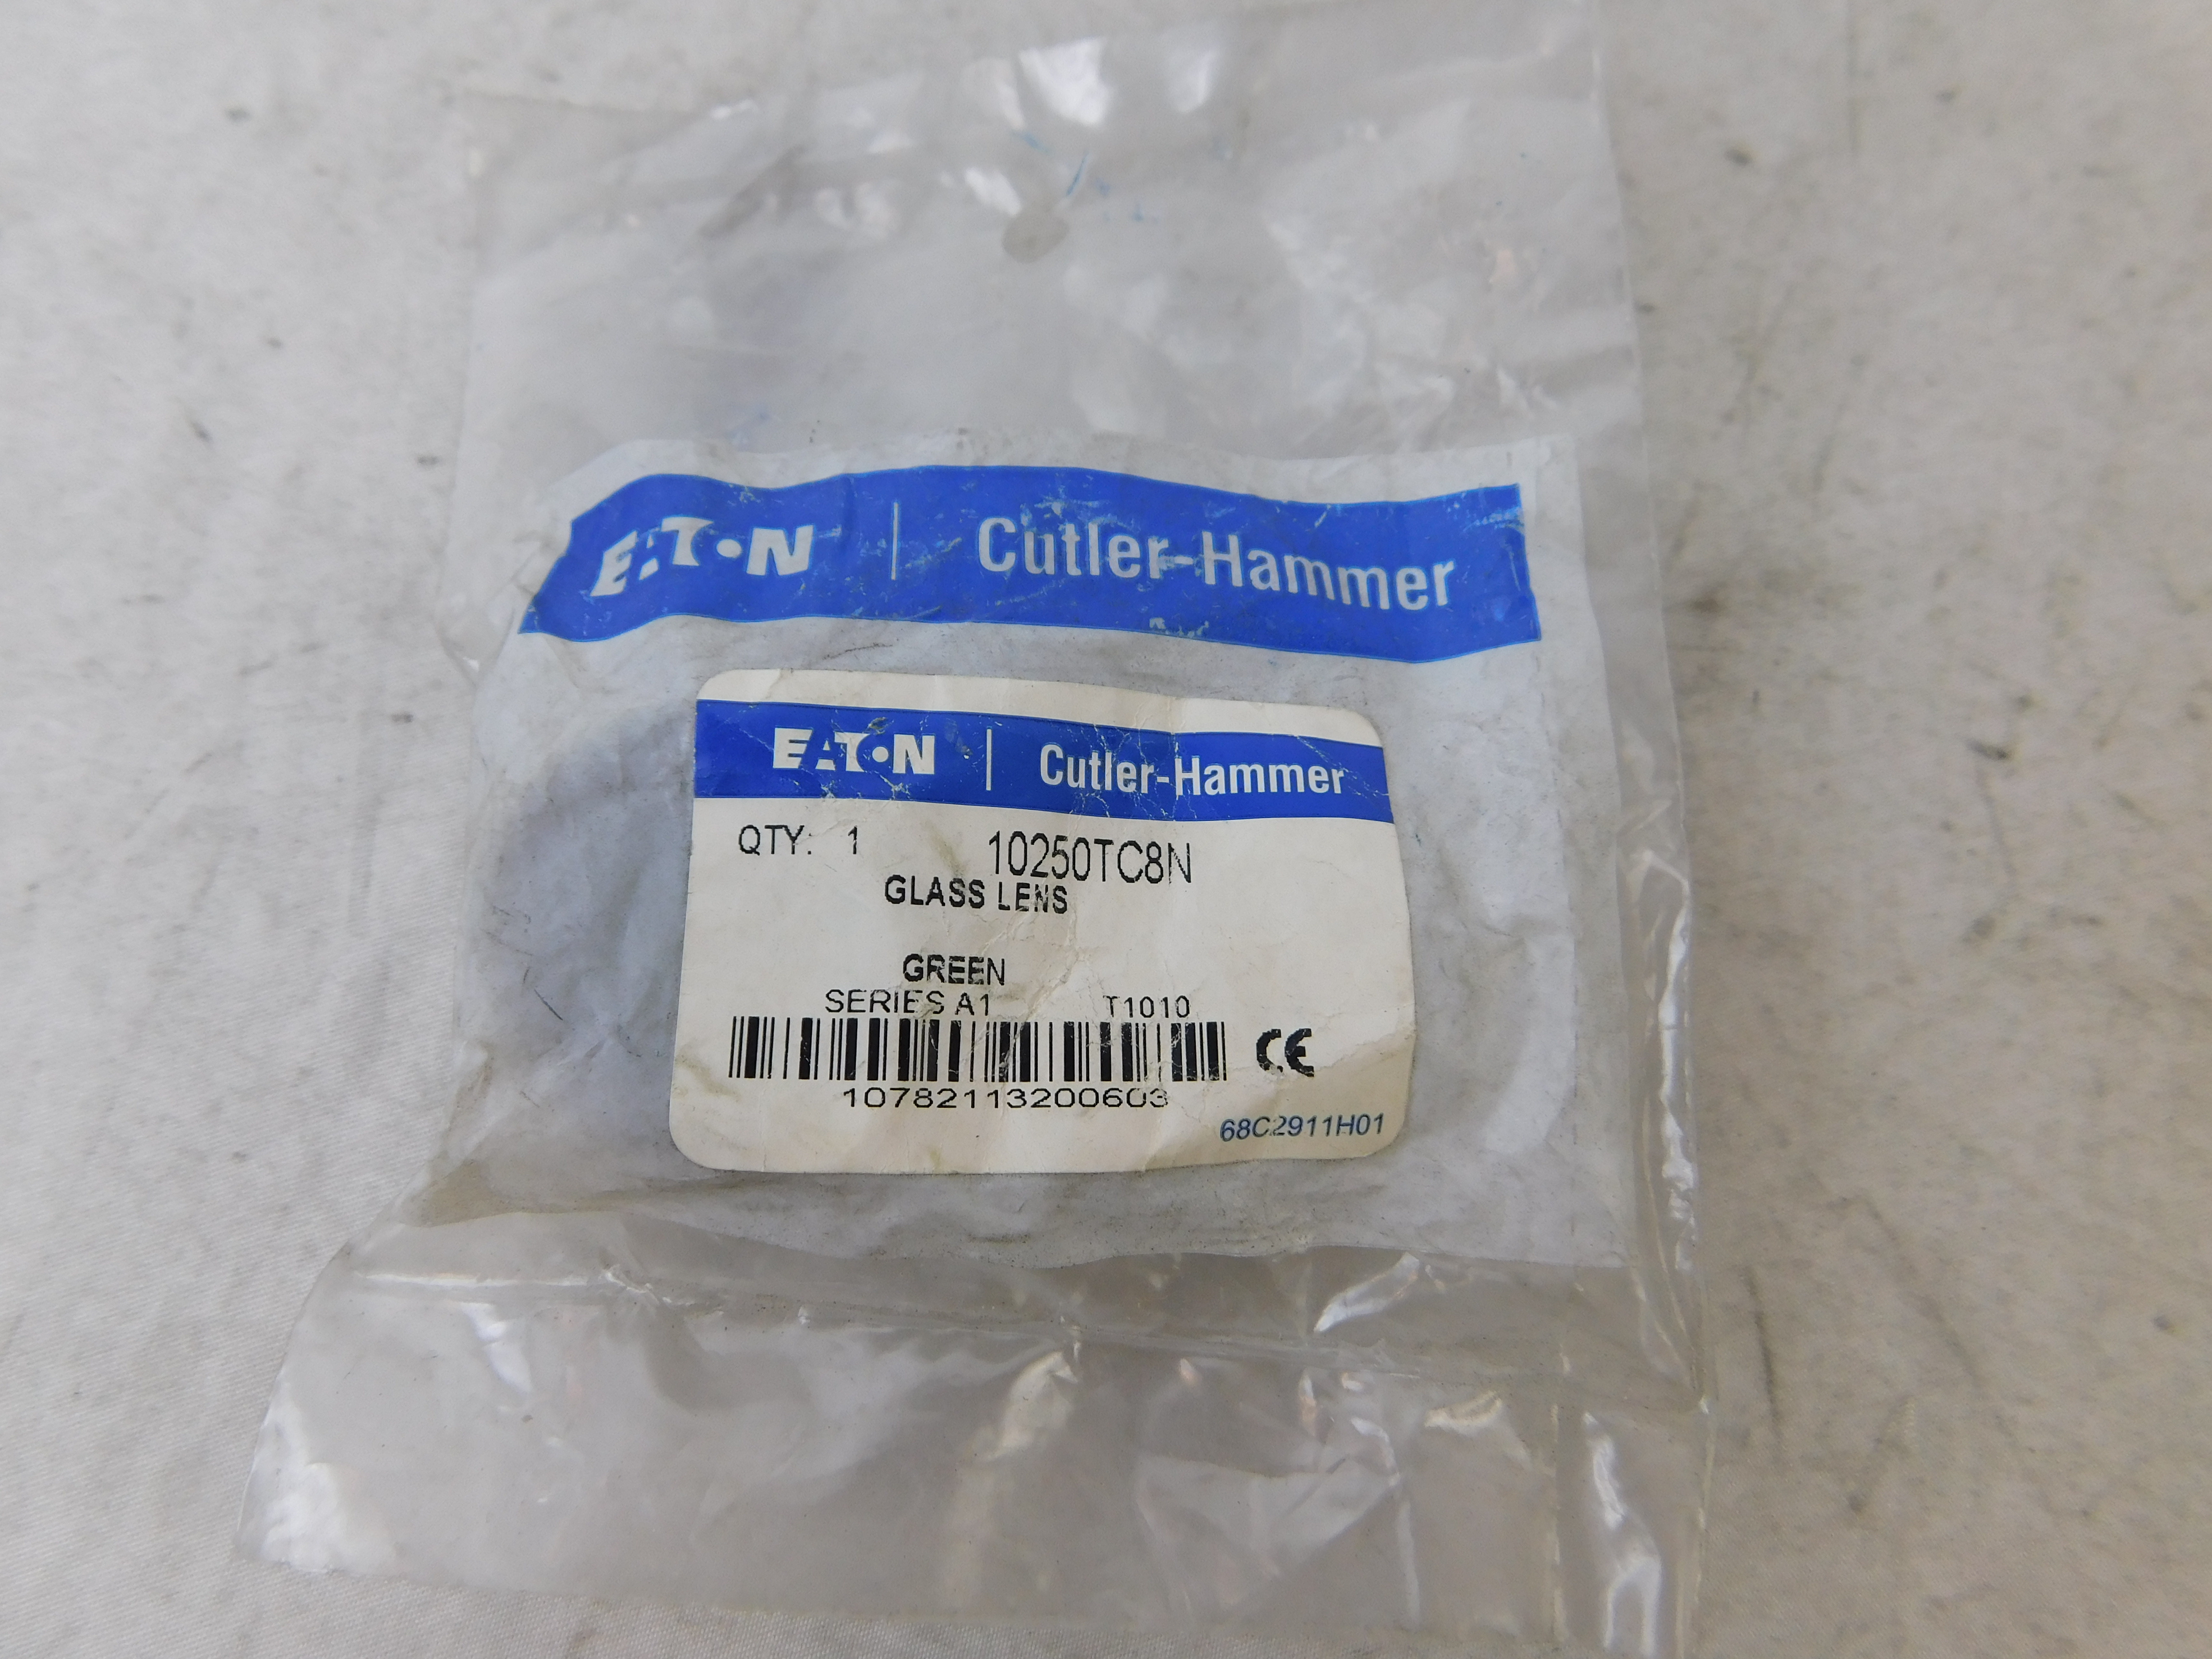 EATON | Cutler-Hammer
EATON | Cutler-Hammer
QTY: 1 10250TC8N
GLASS LENS
GREEN
SERIES A1 T1010
CE
10782113200603
68C2911H01